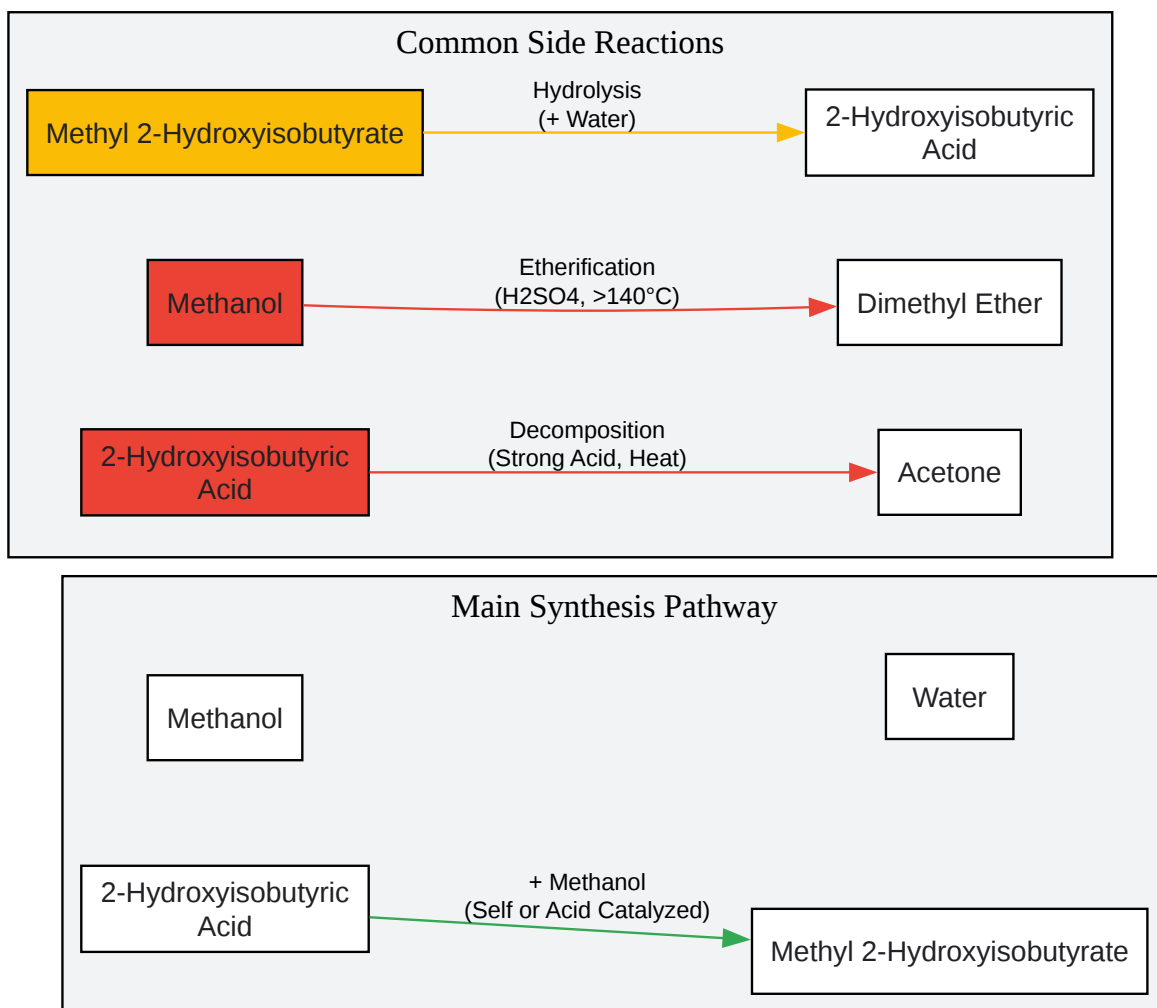 Common Side Reactions
Methyl 2-Hydroxyisobutyrate
Hydrolysis
(+ Water)
2-Hydroxyisobutyric
Acid
Methanol
Etherification
(H2SO4, >140°C)
Dimethyl Ether
2-Hydroxyisobutyric
Acid
Decomposition
(Strong Acid, Heat)
Acetone
Main Synthesis Pathway
Methanol
Water
2-Hydroxyisobutyric
Acid
+ Methanol
(Self or Acid Catalyzed)
Methyl 2-Hydroxyisobutyrate